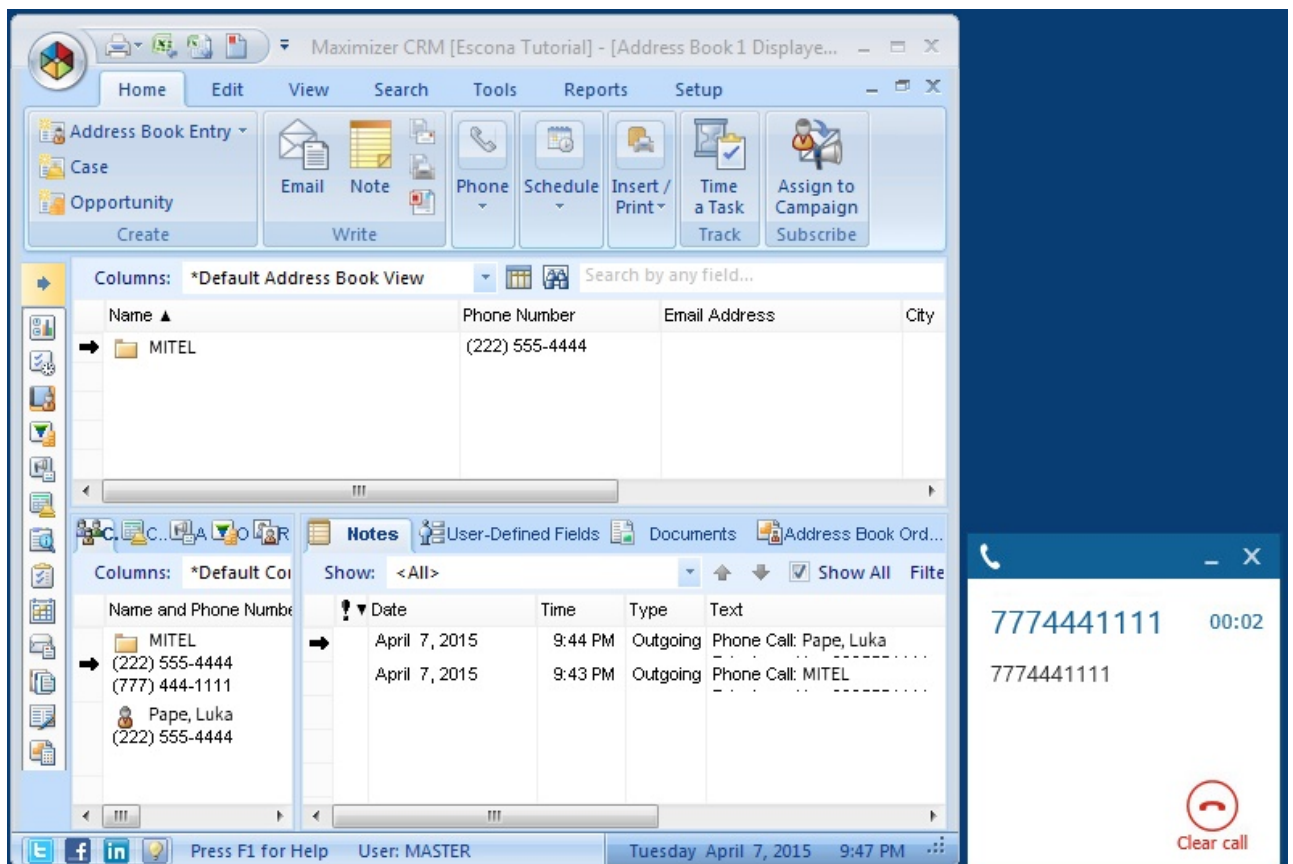 Maximizer CRM [Escona Tutorial] - [Address Book 1 Displaye...
Home Edit View Search Tools Reports Setup
Address Book Entry
Case
Opportunity
Create
Email Note
Write
Phone
Schedule
Insert /
Print
Time
a Task
Track
Assign to
Campaign
Subscribe
Columns: *Default Address Book View Search by any field...
Name Phone Number Email Address City
MITEL (222) 555-4444
C. C.. A O R
Notes User-Defined Fields Documents Address Book Ord...
Columns: *Default Co
Show: <All> Show All Filte
Name and Phone Numbe
Date Time Type Text
MITEL
(222) 555-4444
(777) 444-1111
Pape, Luka
(222) 555-4444
April 7, 2015 9:44 PM Outgoing Phone Call: Pape, Luka
April 7, 2015 9:43 PM Outgoing Phone Call: MITEL
Press F1 for Help User: MASTER Tuesday April 7, 2015 9:47 PM
7774441111 00:02
7774441111
Clear call